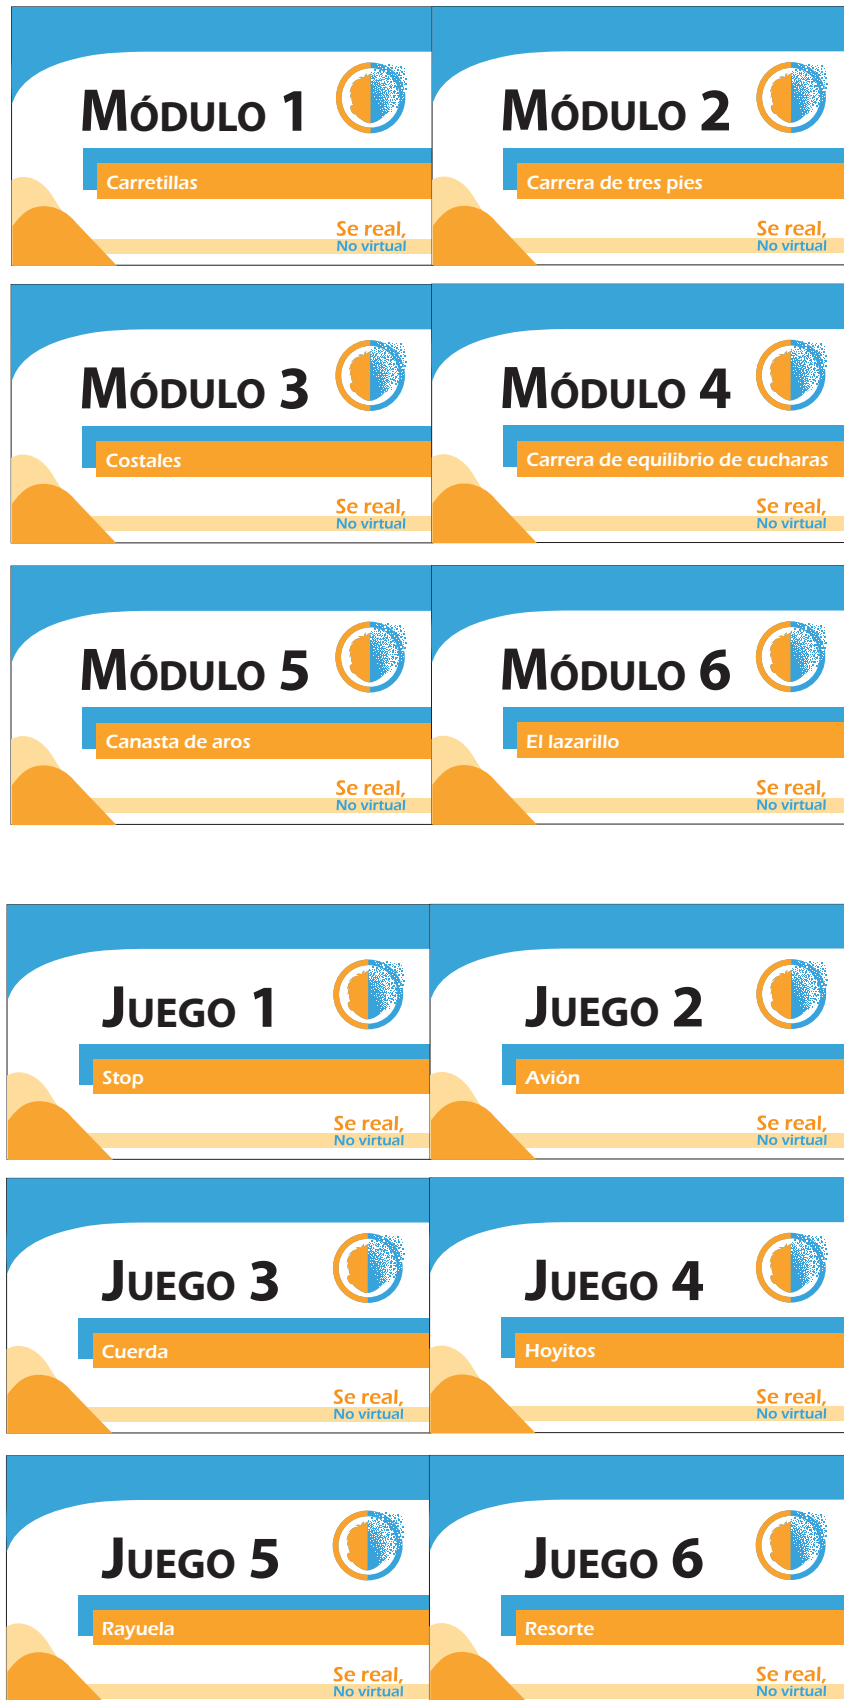 Módulo 1
Carretillas
Se real,
No virtual
Módulo 2
Carrera de tres pies
Se real,
No virtual
Módulo 3
Costales
Se real,
No virtual
Módulo 4
Carrera de equilibrio de cucharas
Se real,
No virtual
Módulo 5
Canasta de aros
Se real,
No virtual
Módulo 6
El lazarillo
Se real,
No virtual
Juego 1
Stop
Se real,
No virtual
Juego 2
Avión
Se real,
No virtual
Juego 3
Cuerda
Se real,
No virtual
Juego 4
Hoyitos
Se real,
No virtual
Juego 5
Rayuela
Se real,
No virtual
Juego 6
Resorte
Se real,
No virtual